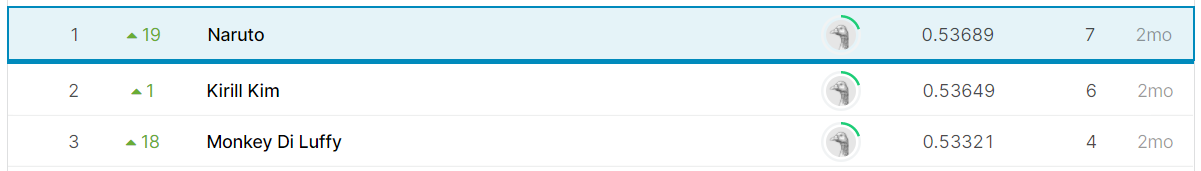 1 19 Naruto 0.53689 7 2mo
2 1 Kirill Kim 0.53649 6 2mo
3 18 Monkey Di Luffy 0.53321 4 2mo